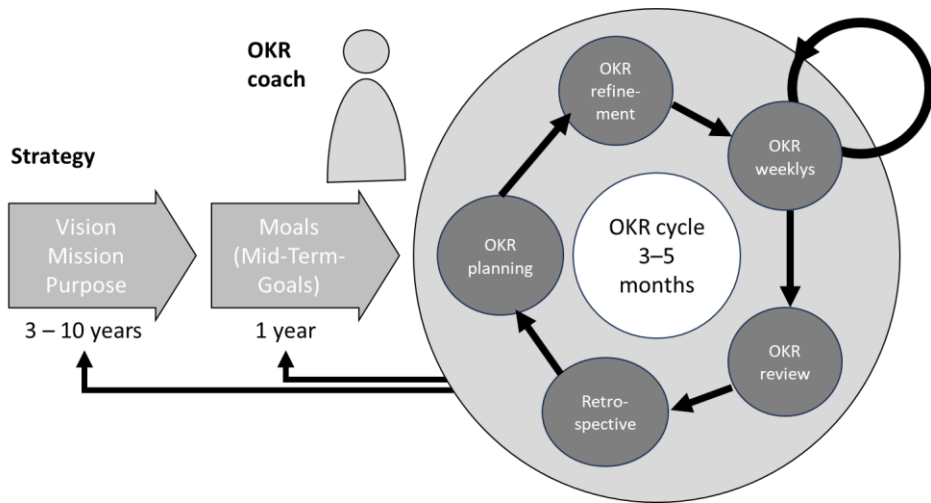 OKR
coach
Strategy
Vision
Mission
Purpose
3 – 10 years
Moals
(Mid-Term-
Goals)
1 year
OKR
planning
OKR
refine-
ment
OKR
weeklys
OKR
review
Retro-
spective
OKR cycle
3–5
months